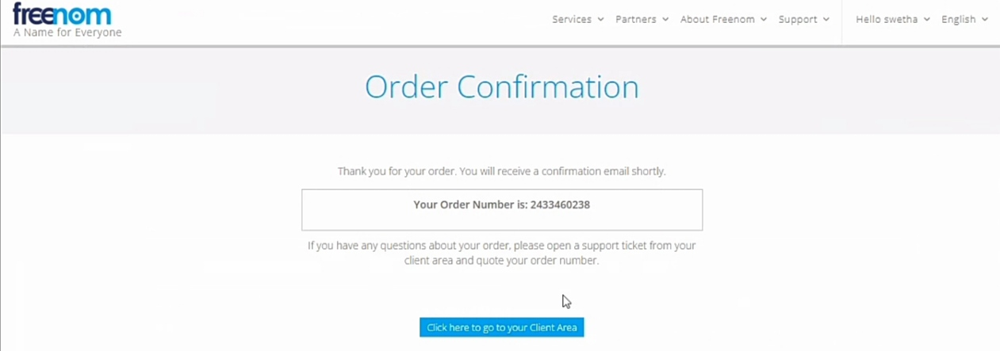 freenom
A Name for Everyone
Services Partners About Freenom Support Hello swetha English
Order Confirmation
Thank you for your order. You will receive a confirmation email shortly.
Your Order Number is: 2433460238
If you have any questions about your order, please open a support ticket from your
client area and quote your order number.
Click here to go to your Client Area